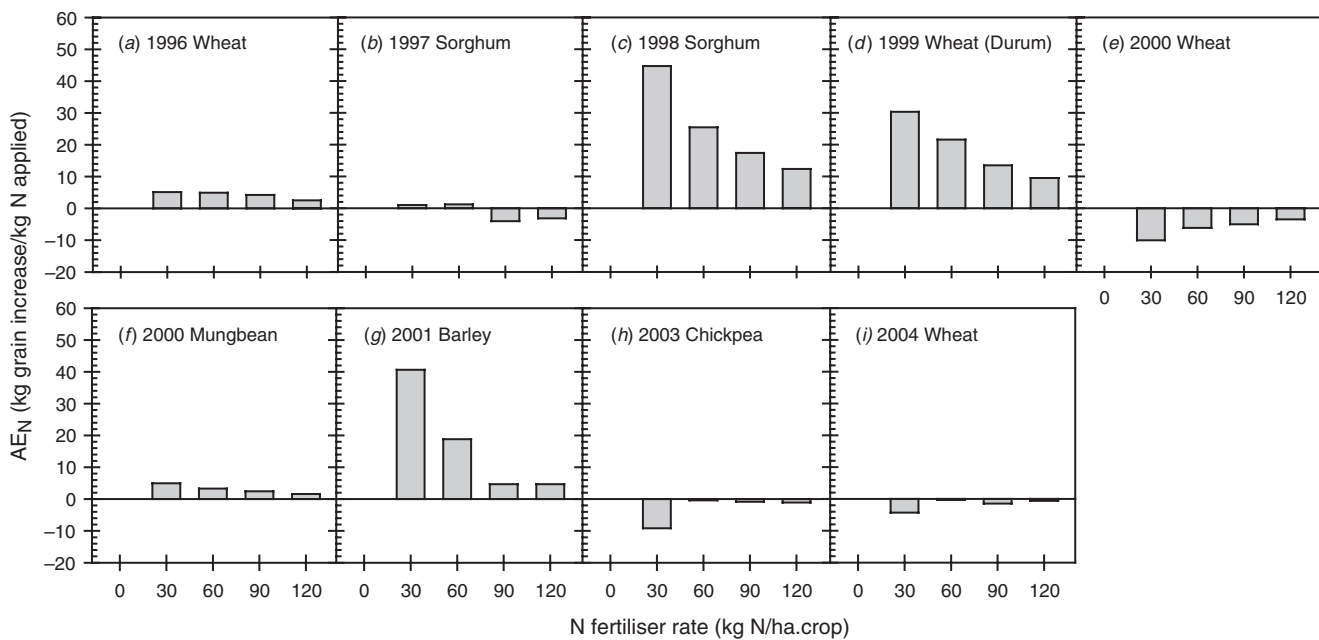 AE_N (kg grain increase/kg N applied)
60
50
40
30
20
10
0
–10
–20
(a) 1996 Wheat
(b) 1997 Sorghum
(c) 1998 Sorghum
(d) 1999 Wheat (Durum)
(e) 2000 Wheat
0 30 60 90 120
60
50
40
30
20
10
0
–10
–20
(f) 2000 Mungbean
(g) 2001 Barley
(h) 2003 Chickpea
(i) 2004 Wheat
0 30 60 90 120 0 30 60 90 120 0 30 60 90 120 0 30 60 90 120
N fertiliser rate (kg N/ha.crop)